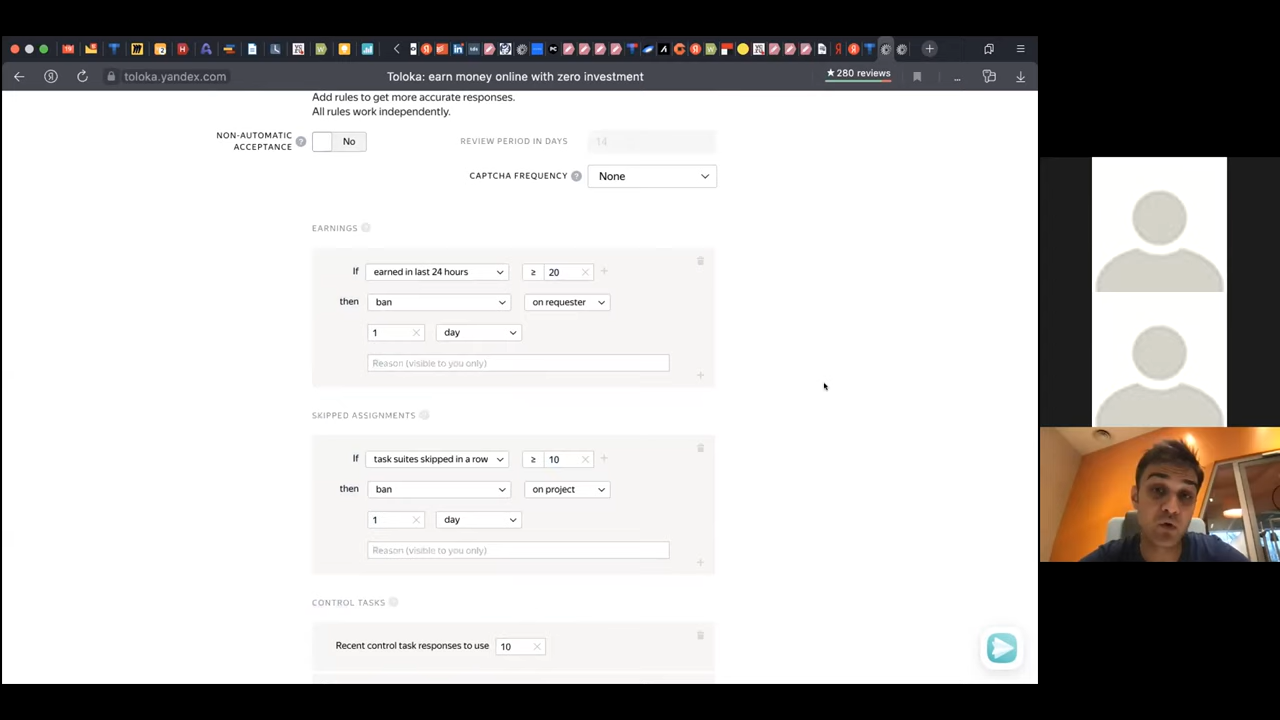 toloka.yandex.com
Toloka: earn money online with zero investment
★280 reviews
Add rules to get more accurate responses.
All rules work independently.
NON-AUTOMATIC
ACCEPTANCE
No
REVIEW PERIOD IN DAYS
14
CAPTCHA FREQUENCY
None
EARNINGS
If earned in last 24 hours ≥ 20
then ban on requester
1 day
Reason (visible to you only)
SKIPPED ASSIGNMENTS
If task suites skipped in a row ≥ 10
then ban on project
1 day
Reason (visible to you only)
CONTROL TASKS
Recent control task responses to use 10